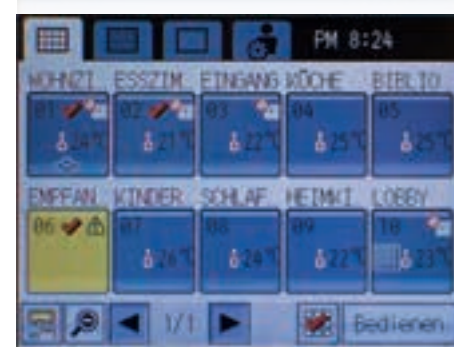 PM 8:24
WOHNZI ESSZIM EINGANG KÜCHE BIBLIO
01 02 03 04 05
24℃ 21℃ 22℃ 25℃ 25℃
EMPFAN KINDER SCHLAF HEIMKI LOBBY
06 07 08 09 10
26℃ 24℃ 22℃ 23℃
1/1 Bedienen